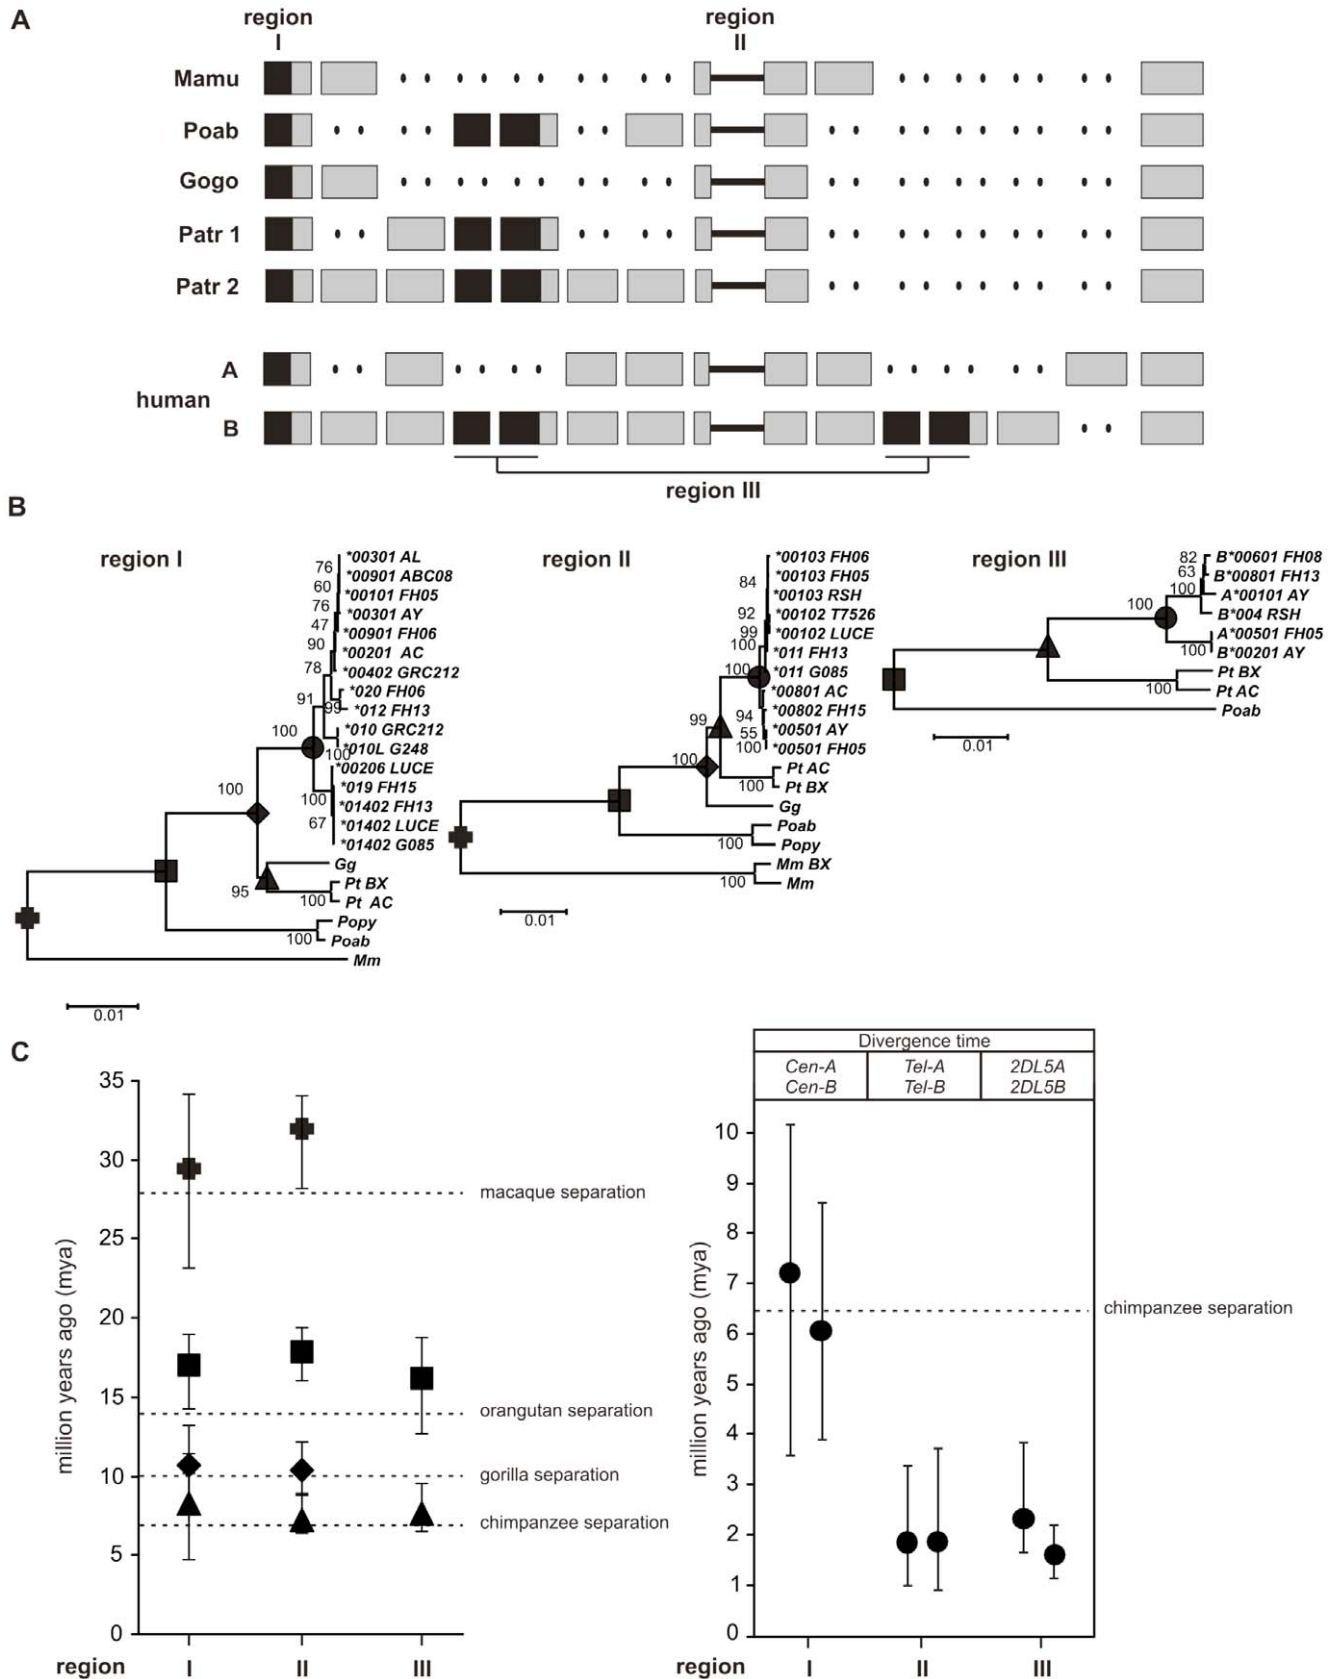 A
region
I
region
II
Mamu
Poab
Gogo
Patr 1
Patr 2
A
human
B
region III
B
region I
*00301 AL
*00901 ABC08
*00101 FH05
*00301 AY
*00901 FH06
*00201 AC
*00402 GRC212
*020 FH06
*012 FH13
*010 GRC212
*010L G248
*00206 LUCE
*019 FH15
*01402 FH13
*01402 LUCE
*01402 G085
Gg
Pt BX
Pt AC
Popy
Poab
Mm
76
60
76
47
90
78
91
99
100
100
100
100
67
95
100
100
0.01
region II
*00103 FH06
*00103 FH05
*00103 RSH
*00102 T7526
*00102 LUCE
*011 FH13
*011 G085
*00801 AC
*00802 FH15
*00501 AY
*00501 FH05
Pt AC
Pt BX
Gg
Poab
Popy
Mm BX
Mm
84
92
99
100
100
94
55
100
99
100
100
100
100
0.01
region III
B*00601 FH08
B*00801 FH13
A*00101 AY
B*004 RSH
A*00501 FH05
B*00201 AY
Pt BX
Pt AC
Poab
82
63
100
100
100
100
0.01
C
35
30
25
20
15
10
5
0
million years ago (mya)
macaque separation
orangutan separation
gorilla separation
chimpanzee separation
region I II III
Divergence time
Cen-A Tel-A 2DL5A
Cen-B Tel-B 2DL5B
10
9
8
7
6
5
4
3
2
1
0
million years ago (mya)
chimpanzee separation
region I II III